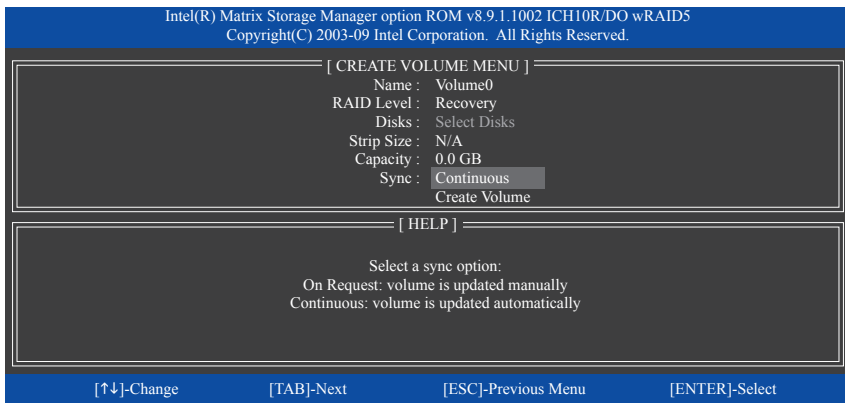 Intel(R) Matrix Storage Manager option ROM v8.9.1.1002 ICH10R/DO wRAID5
Copyright(C) 2003-09 Intel Corporation. All Rights Reserved.
[ CREATE VOLUME MENU ]
Name : Volume0
RAID Level : Recovery
Disks : Select Disks
Strip Size : N/A
Capacity : 0.0 GB
Sync : Continuous
Create Volume
[ HELP ]
Select a sync option:
On Request: volume is updated manually
Continuous: volume is updated automatically
[↑↓]-Change [TAB]-Next [ESC]-Previous Menu [ENTER]-Select